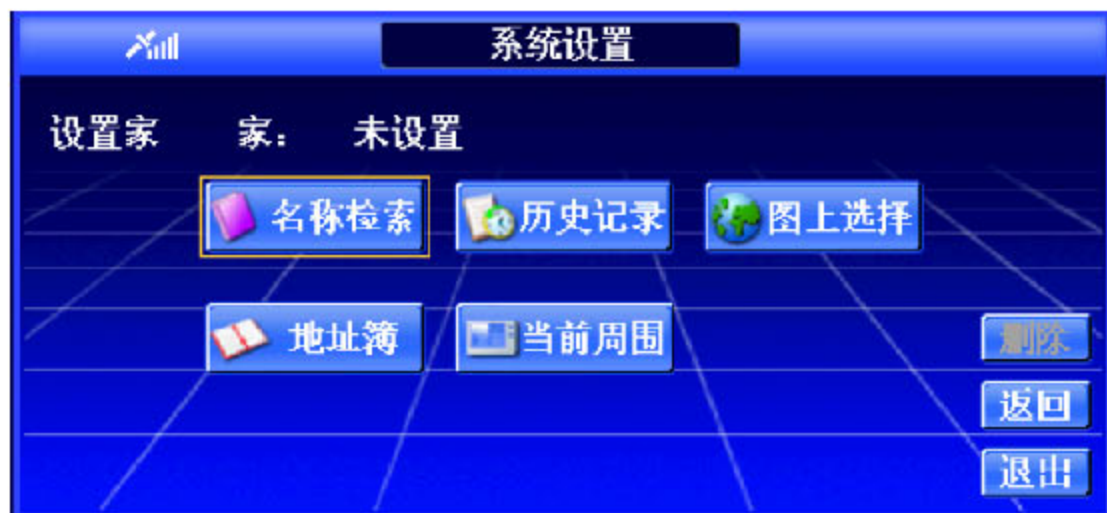 系统设置
设置家 家： 未设置
名称检索 历史记录 图上选择
地址簿 当前周围
删除
返回
退出